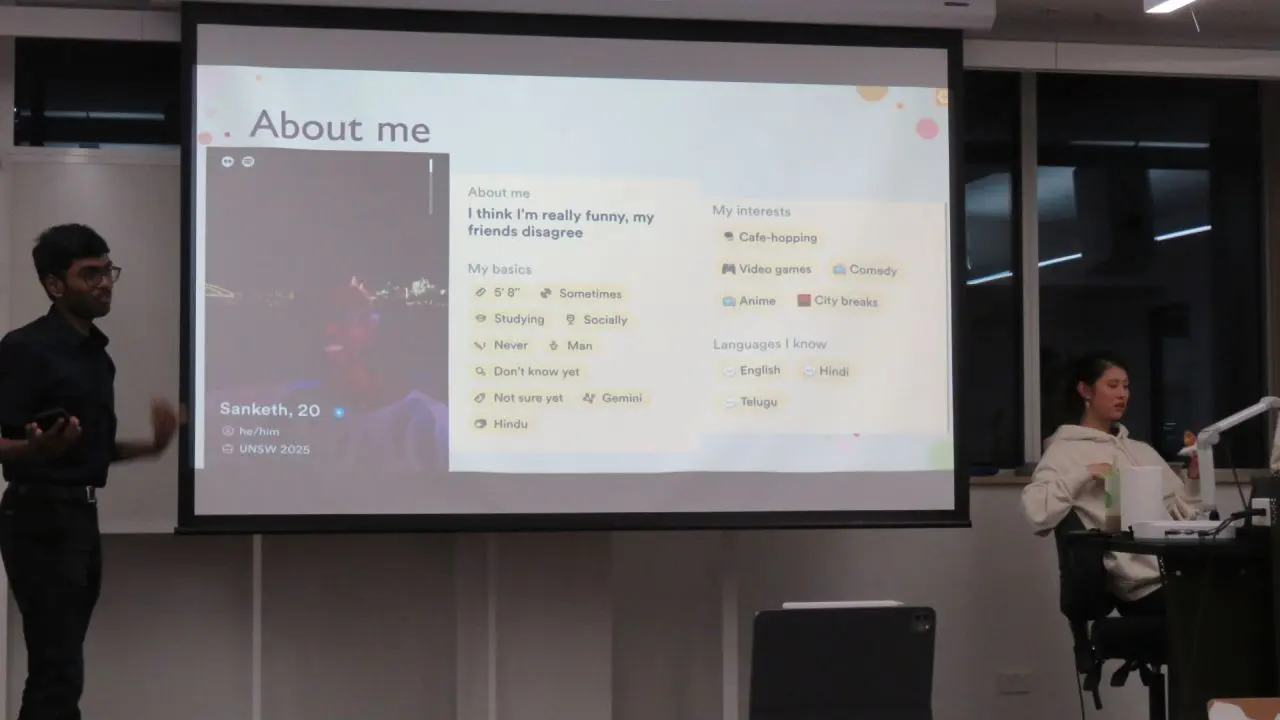 About me
Sanketh, 20
he/him
UNSW 2025
About me
I think I'm really funny, my
friends disagree
My basics
5' 8" Sometimes
Studying Socially
Never Man
Don't know yet
Not sure yet Gemini
Hindu
My interests
Cafe-hopping
Video games Comedy
Anime City breaks
Languages I know
English Hindi
Telugu